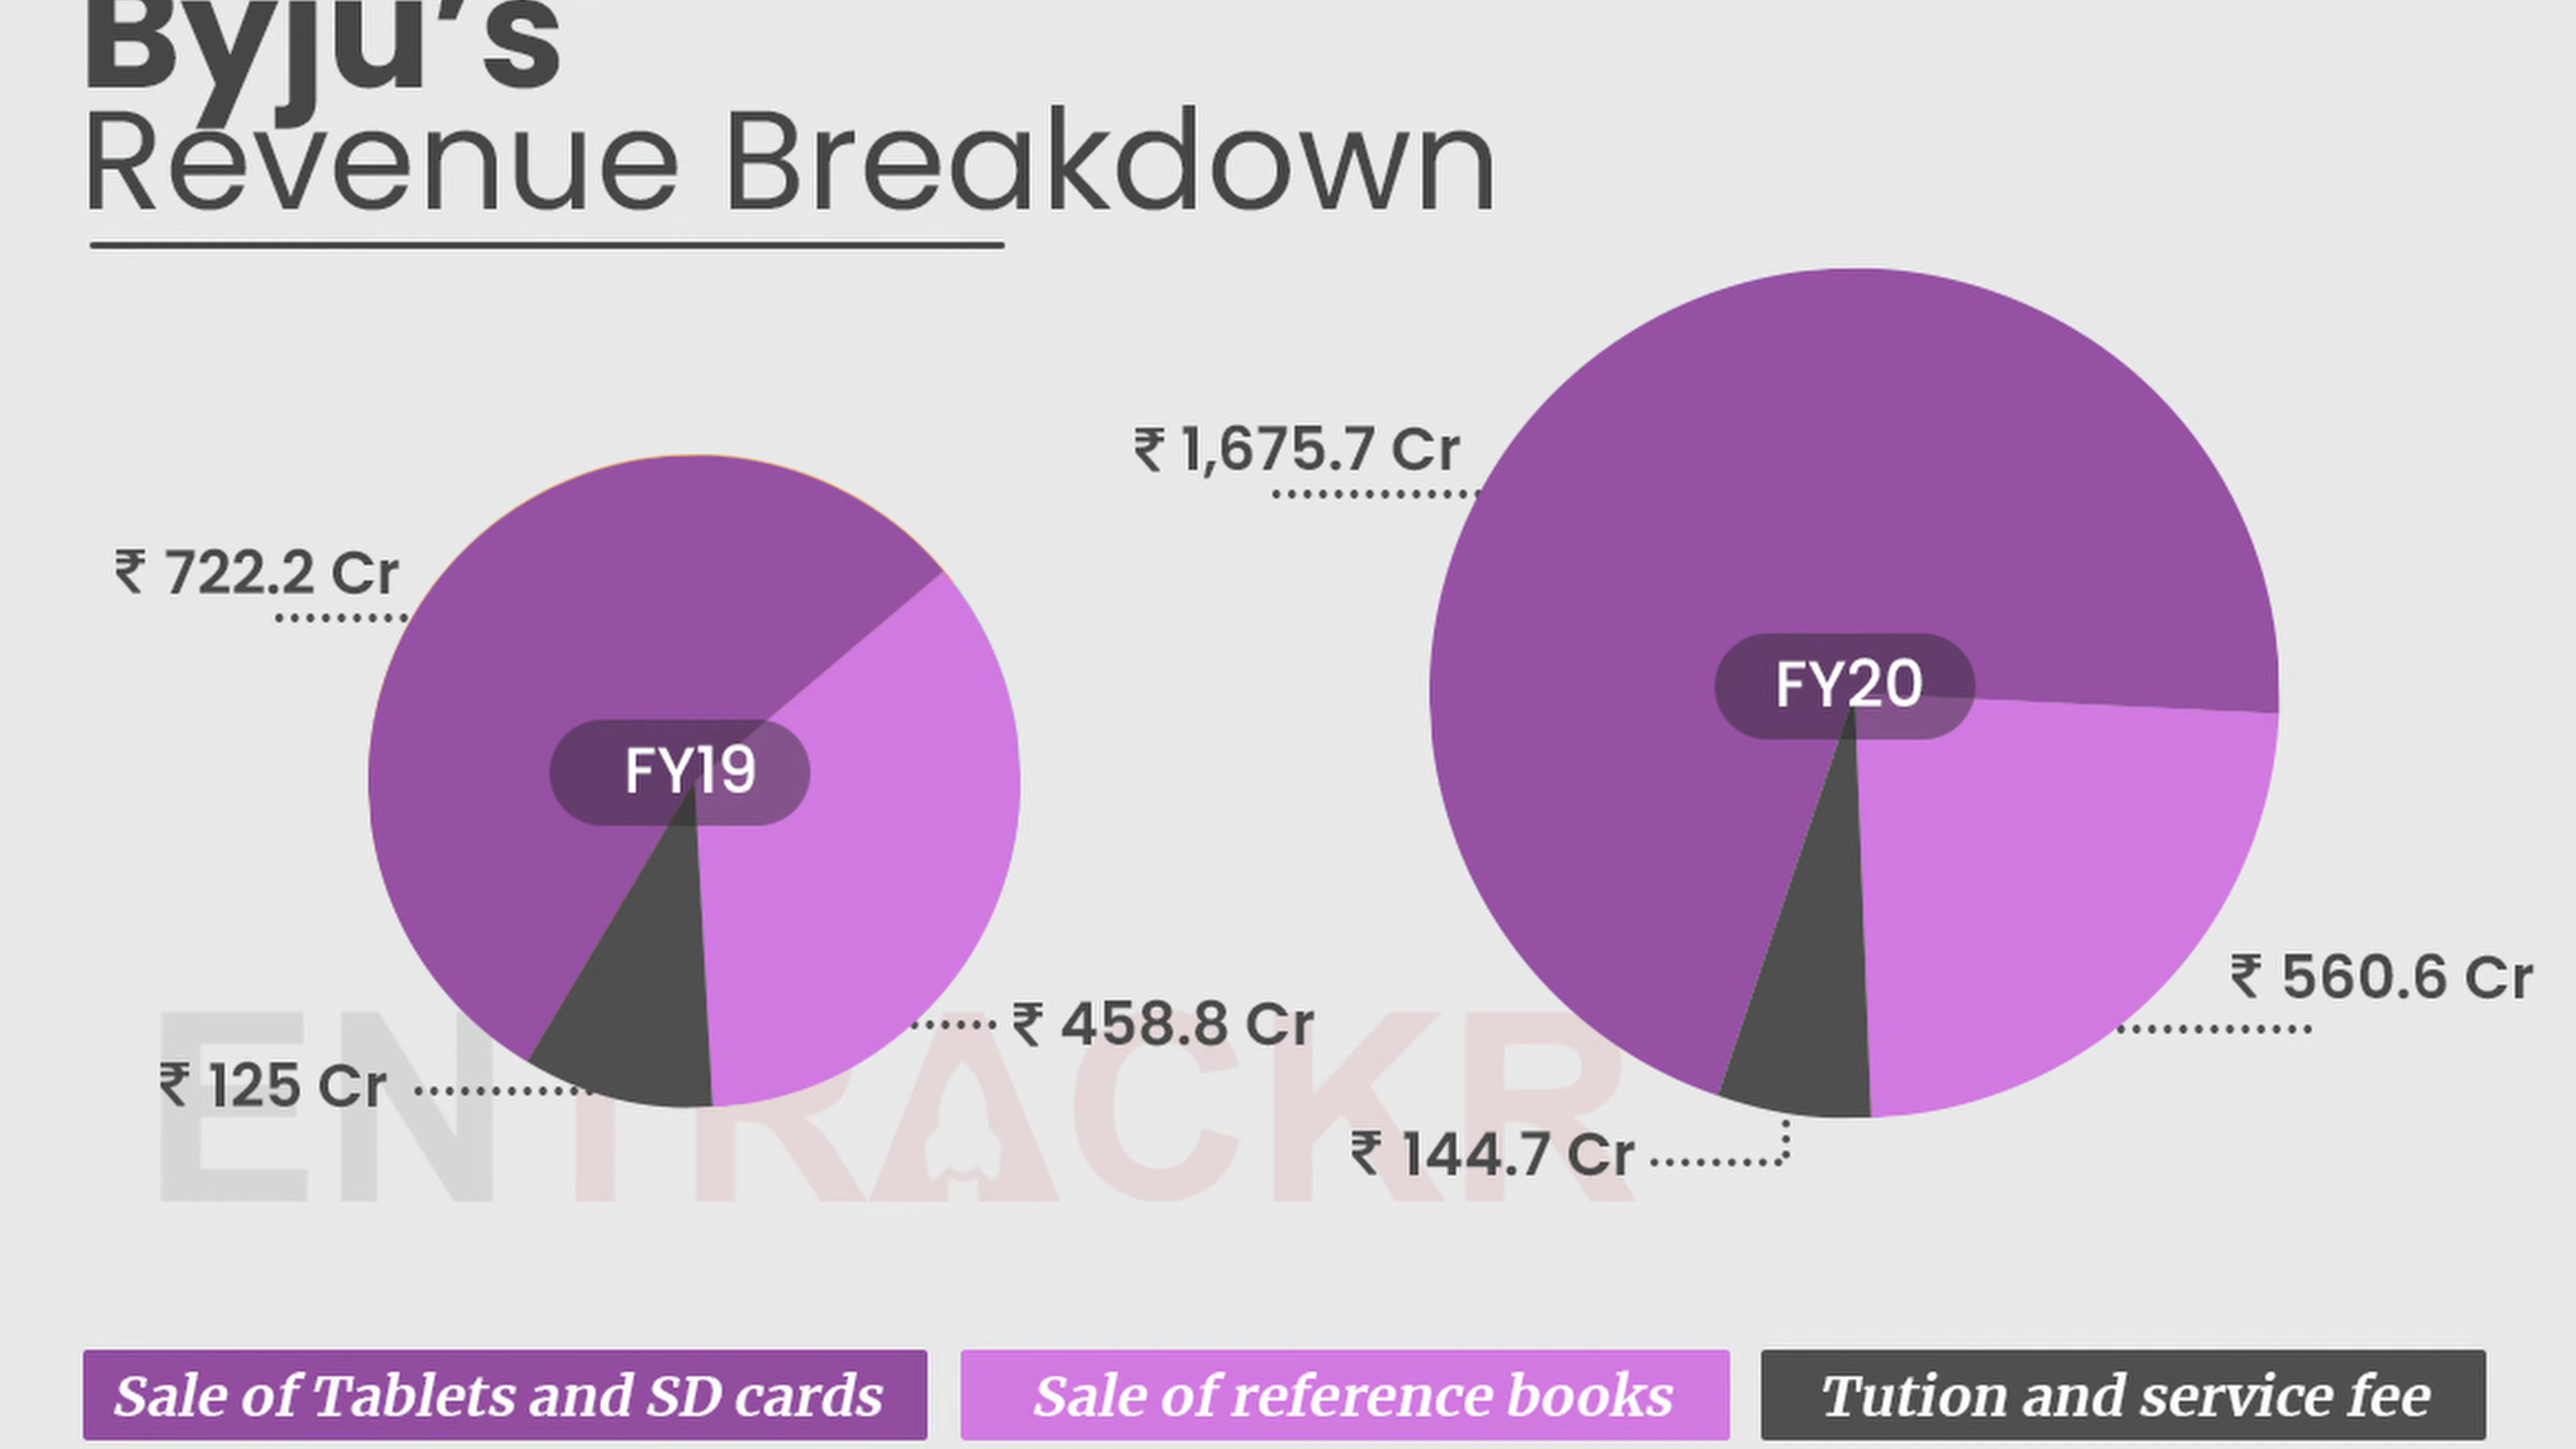 Byju’s
Revenue Breakdown
₹ 1,675.7 Cr
₹ 722.2 Cr
FY20
FY19
₹ 560.6 Cr
₹ 458.8 Cr
₹ 125 Cr
ENTRACKR
₹ 144.7 Cr
Sale of Tablets and SD cards
Sale of reference books
Tution and service fee